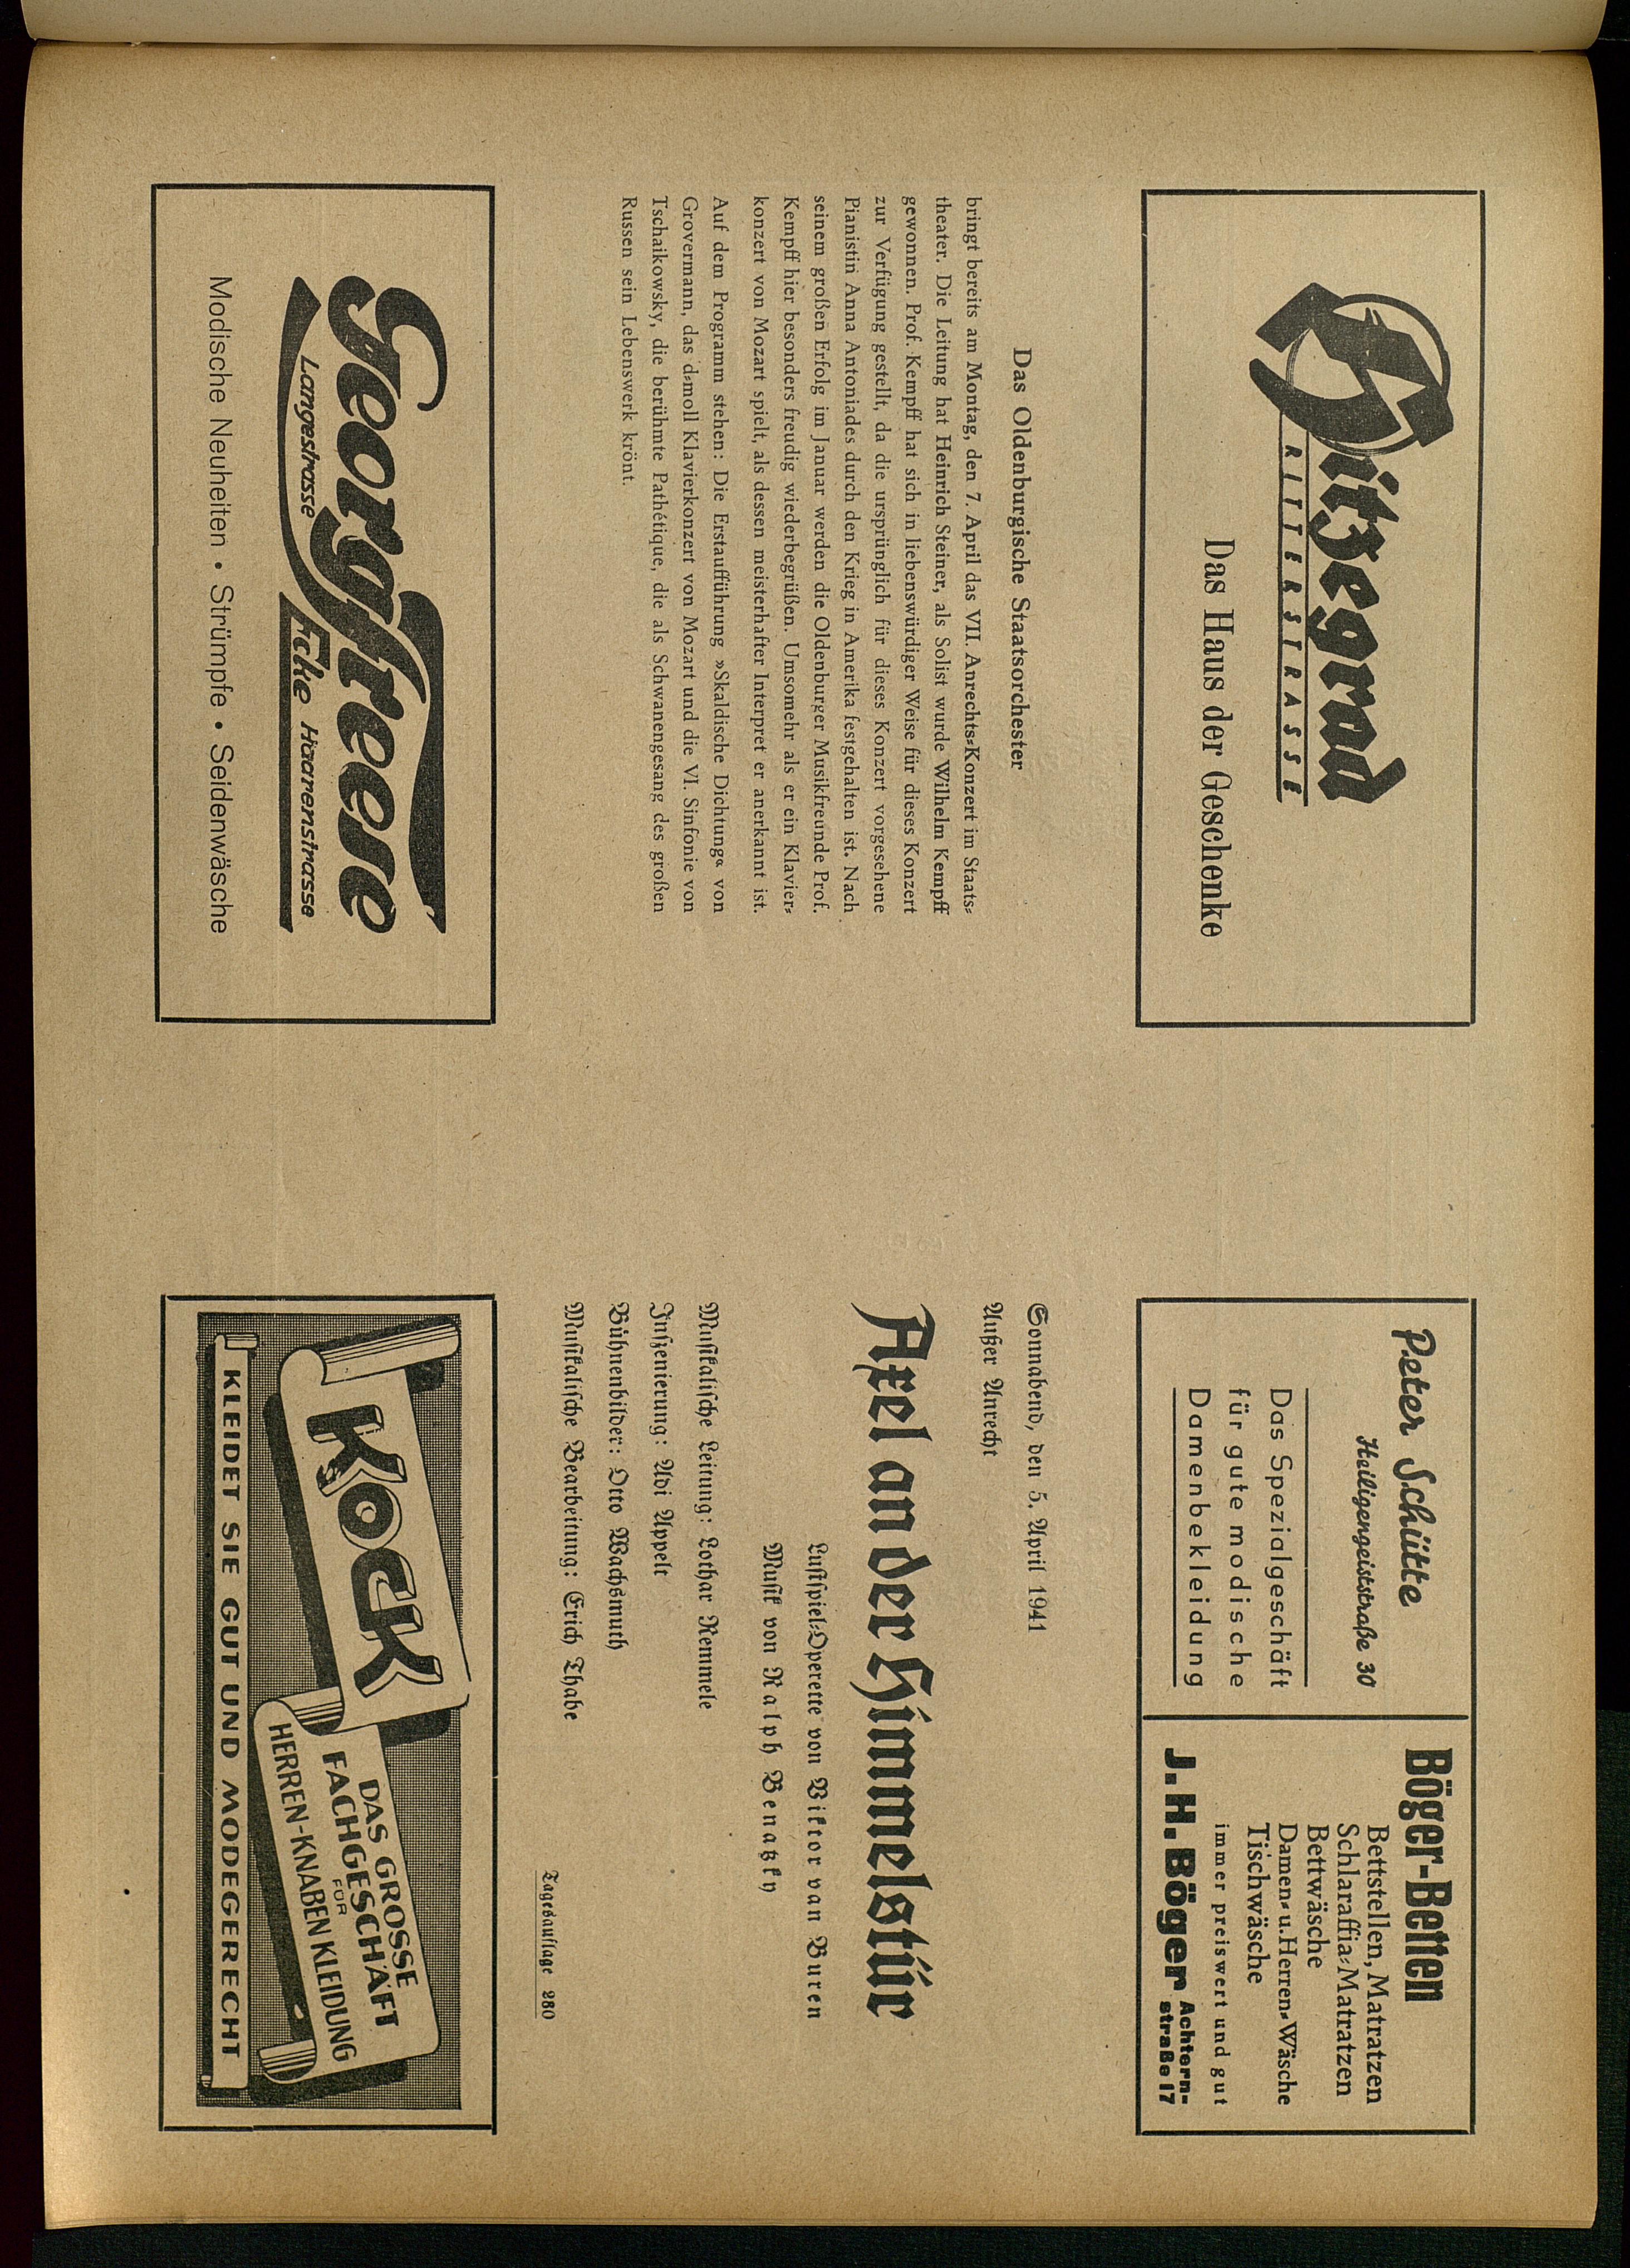 Hitzegrad
RITTERSTRASSE
Das Haus der Geschenke
Das Oldenburgische Staatsorchester
bringt bereits am Montag, den 7. April das VII. Anrechts-Konzert im Staats-
theater. Die Leitung hat Heinrich Steiner, als Solist wurde Wilhelm Kempff
gewonnen. Prof. Kempff hat sich in liebenswürdiger Weise für dieses Konzert
zur Verfügung gestellt, da die ursprünglich für dieses Konzert vorgesehene
Pianistin Anna Antoniades durch den Krieg in Amerika festgehalten ist. Nach
seinem großen Erfolg im Januar werden die Oldenburger Musikfreunde Prof.
Kempff hier besonders freudig wiederbegrüßen. Umsomehr als er ein Klavier-
konzert von Mozart spielt, als dessen meisterhafter Interpret er anerkannt ist.
Auf dem Programm stehen: Die Erstaufführung »Skaldische Dichtung« von
Grovermann, das d-moll Klavierkonzert von Mozart und die VI. Sinfonie von
Tschaikowsky, die berühmte Pathétique, die als Schwanengesang des großen
Russen sein Lebenswerk krönt.
Georg Freese
Langestrasse Ecke Haarenstrasse
Modische Neuheiten • Strümpfe • Seidenwäsche
Peter Schütte
Heiligengeiststraße 30
Das Spezialgeschäft
für gute modische
Damenbekleidung
Böger-Betten
Bettstellen, Matratzen
Schlaraffia-Matratzen
Bettwäsche
Damen- u. Herren-Wäsche
Tischwäsche
immer preiswert und gut
J. H. Böger Achtern-
straße 17
Sonnabend, den 5. April 1941
Außer Anrecht
Axel an der Himmelstür
Lustspiel-Operette von Viktor van Buren
Musik von Ralph Benatzky
Musikalische Leitung: Lothar Remmele
Inszenierung: Adi Appelt
Bühnenbilder: Otto Wachsmuth
Musikalische Bearbeitung: Erich Thabe
Tagesauflage 280
KOCK
DAS GROSSE
FACHGESCHÄFT
FÜR
HERREN-KNABEN KLEIDUNG
KLEIDET SIE GUT UND MODEGERECHT